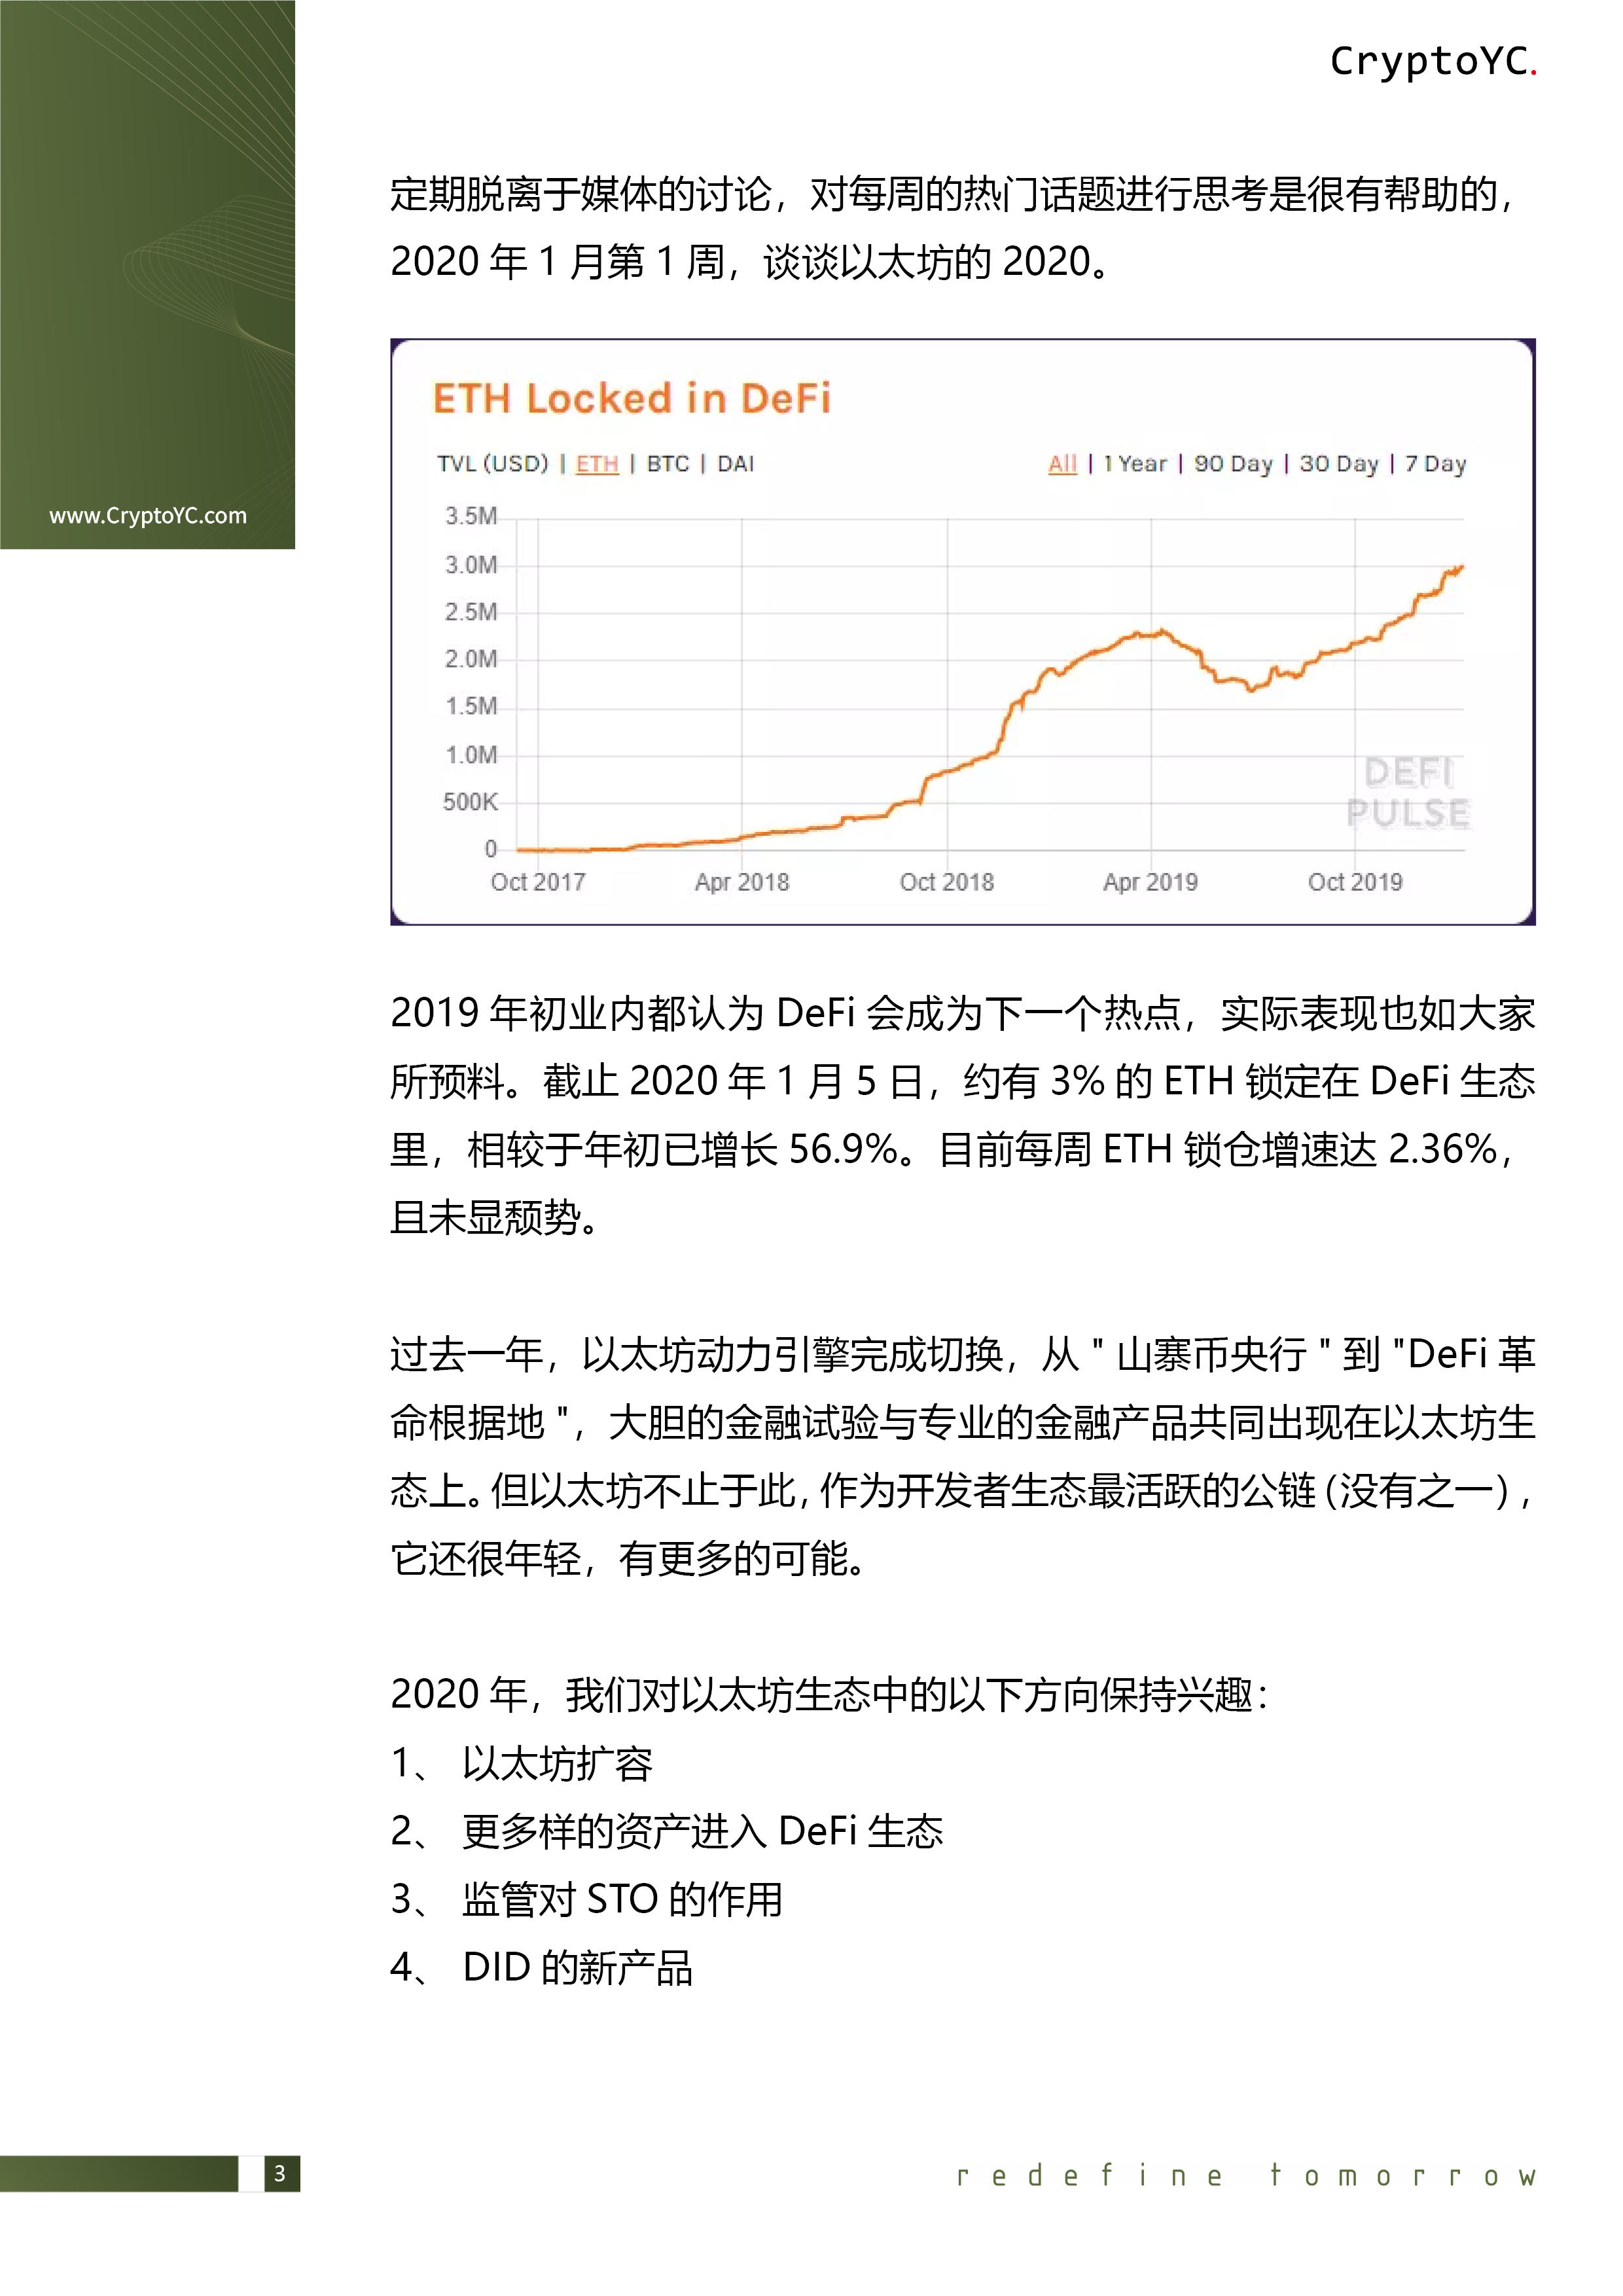 CryptoYC.
www.CryptoYC.com
定期脱离于媒体的讨论，对每周的热门话题进行思考是很有帮助的，
2020 年 1 月第 1 周，谈谈以太坊的 2020。
ETH Locked in DeFi
TVL (USD) | ETH | BTC | DAI
All | 1 Year | 90 Day | 30 Day | 7 Day
3.5M
3.0M
2.5M
2.0M
1.5M
1.0M
500K
0
Oct 2017 Apr 2018 Oct 2018 Apr 2019 Oct 2019
DEFI
PULSE
2019 年初业内都认为 DeFi 会成为下一个热点，实际表现也如大家
所预料。截止 2020 年 1 月 5 日，约有 3% 的 ETH 锁定在 DeFi 生态
里，相较于年初已增长 56.9%。目前每周 ETH 锁仓增速达 2.36%，
且未显颓势。
过去一年，以太坊动力引擎完成切换，从 " 山寨币央行 " 到 "DeFi 革
命根据地 "，大胆的金融试验与专业的金融产品共同出现在以太坊生
态上。但以太坊不止于此，作为开发者生态最活跃的公链（没有之一），
它还很年轻，有更多的可能。
2020 年，我们对以太坊生态中的以下方向保持兴趣：
1、 以太坊扩容
2、 更多样的资产进入 DeFi 生态
3、 监管对 STO 的作用
4、 DID 的新产品
3
redefine tomorrow